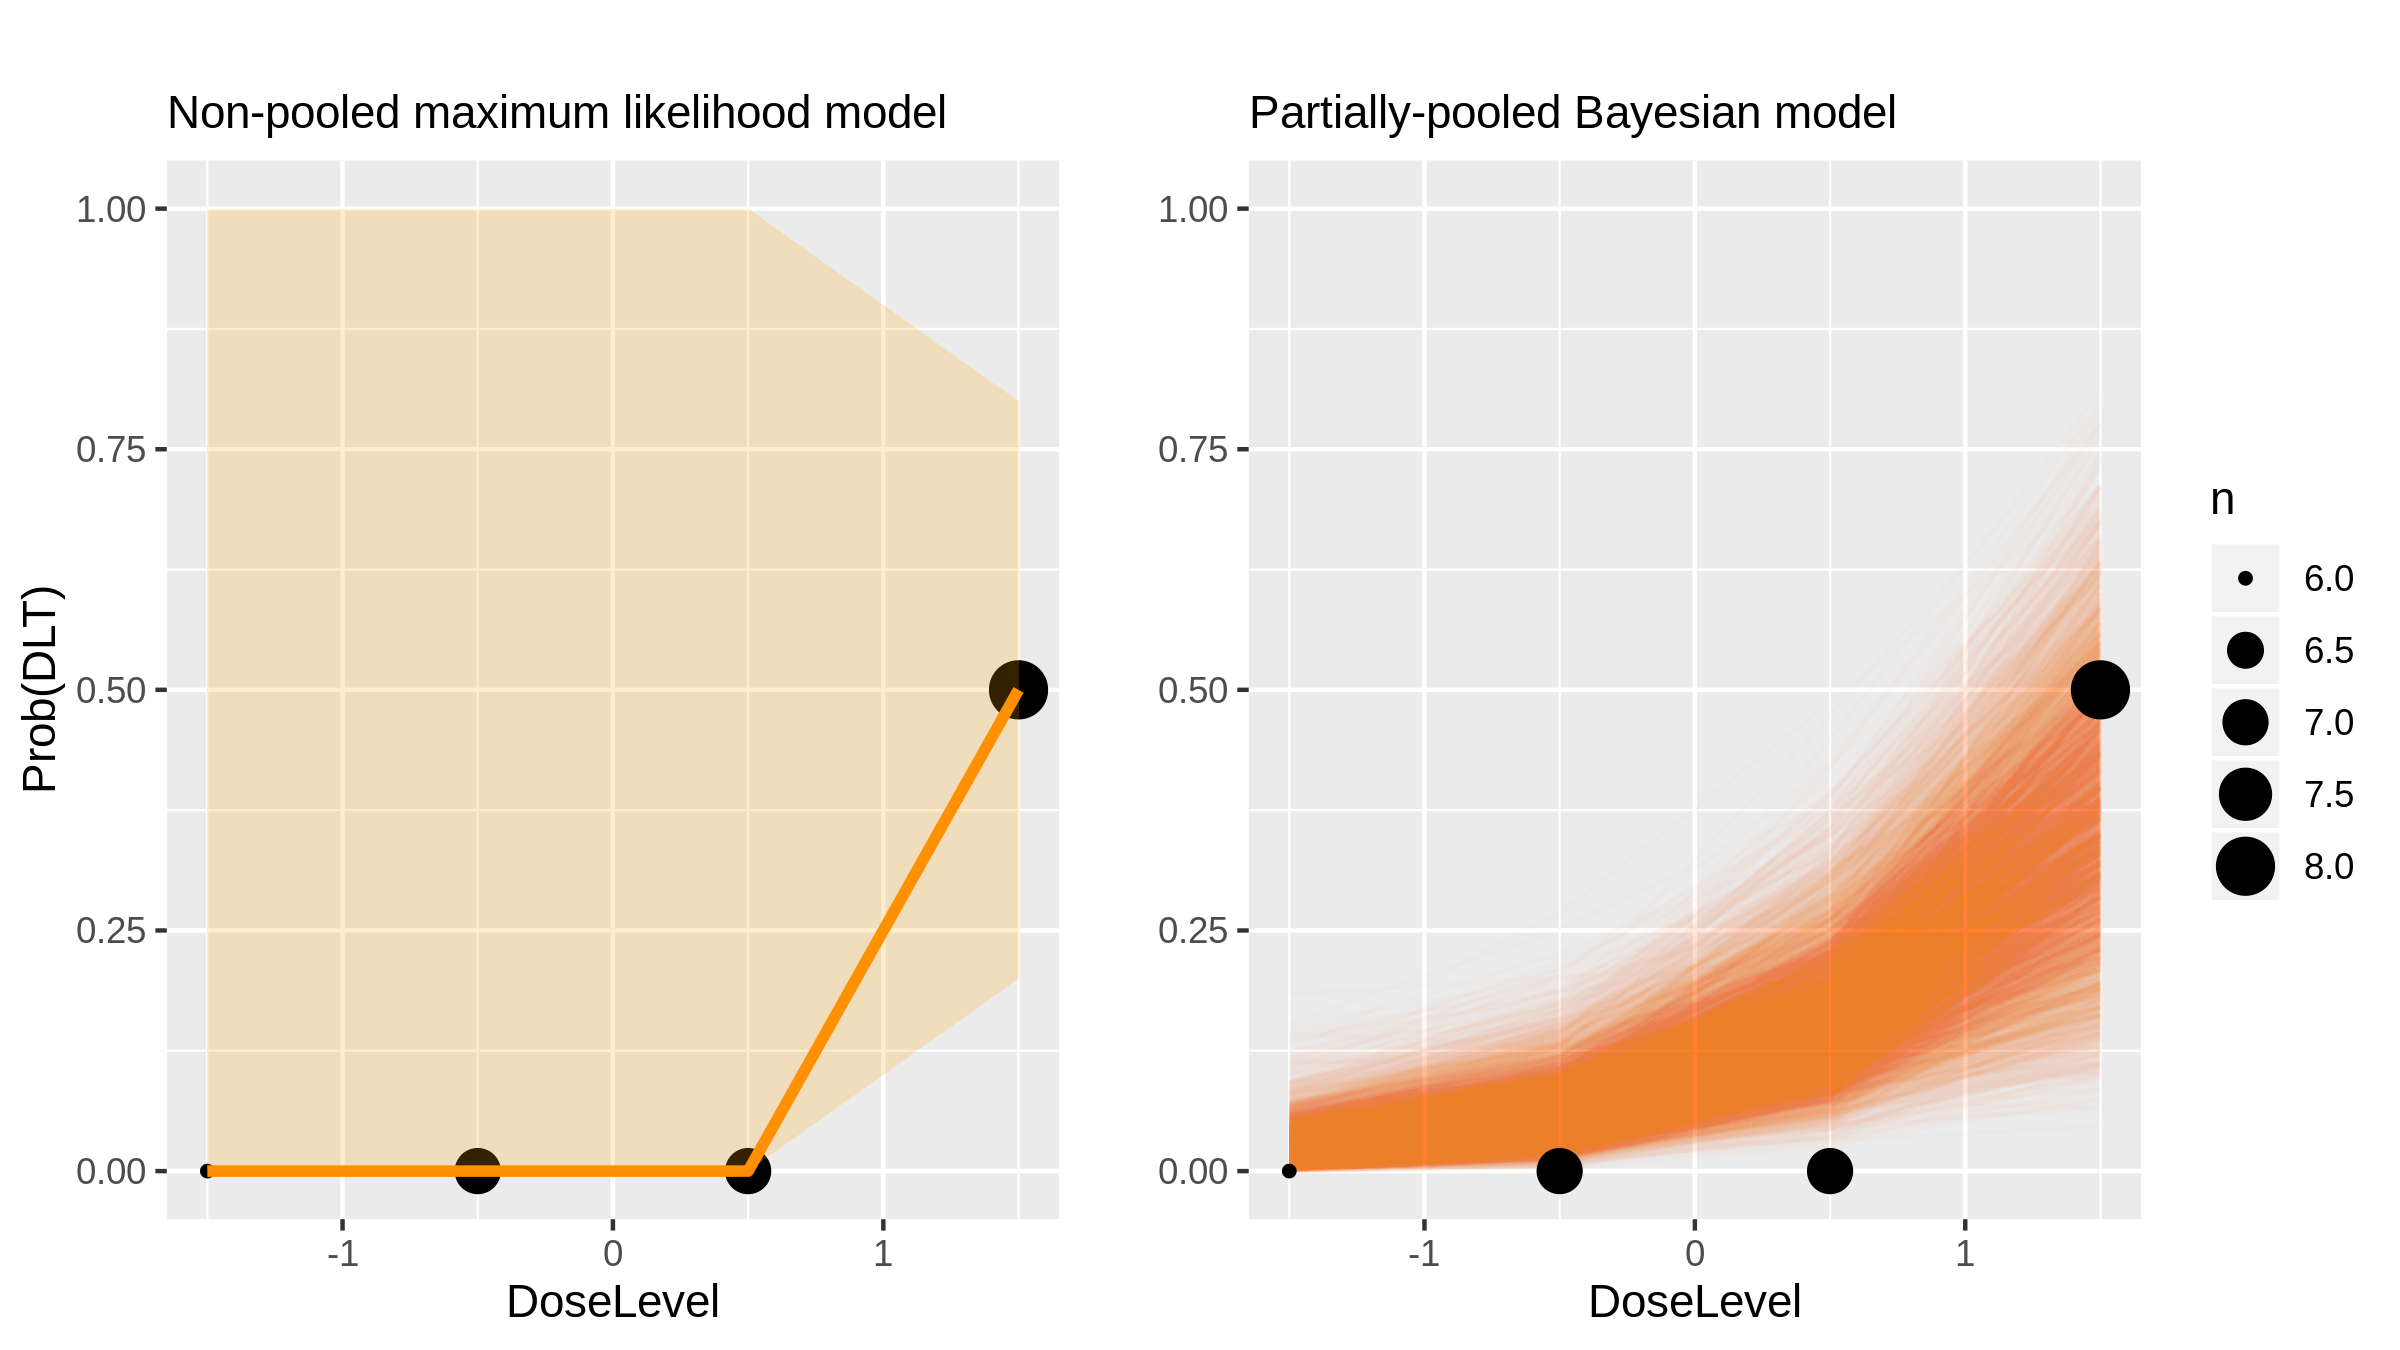 Non-pooled maximum likelihood model
Prob(DLT)
1.00
0.75
0.50
0.25
0.00
-1 0 1
DoseLevel
Partially-pooled Bayesian model
1.00
0.75
0.50
0.25
0.00
-1 0 1
DoseLevel
n
6.0
6.5
7.0
7.5
8.0